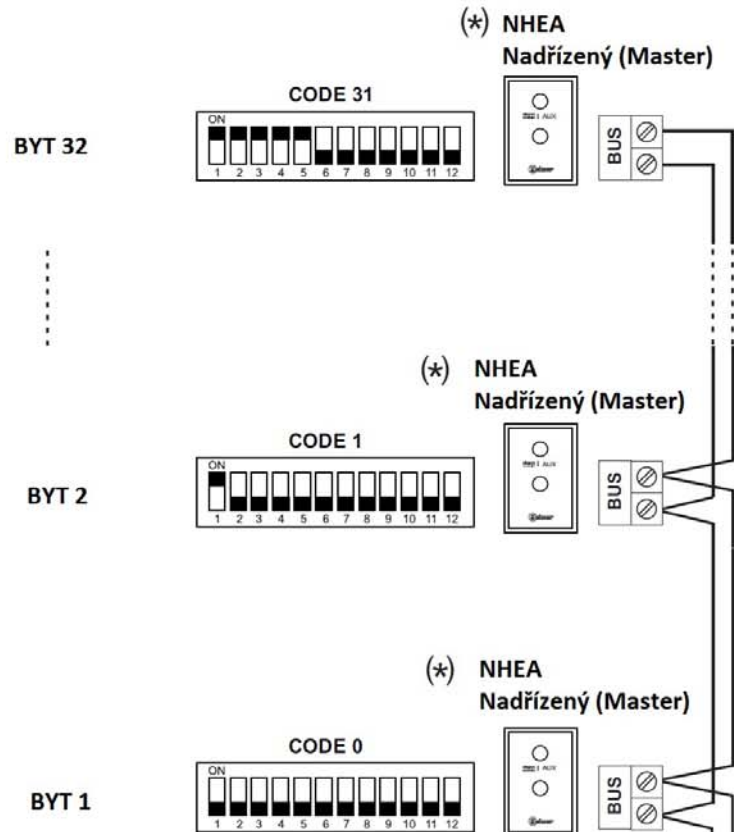 (*) NHEA
Nadřízený (Master)
CODE 31
BYT 32
ON
1 2 3 4 5 6 7 8 9 10 11 12
AUX
BUS
(*) NHEA
Nadřízený (Master)
CODE 1
BYT 2
ON
1 2 3 4 5 6 7 8 9 10 11 12
AUX
BUS
(*) NHEA
Nadřízený (Master)
CODE 0
BYT 1
ON
1 2 3 4 5 6 7 8 9 10 11 12
AUX
BUS